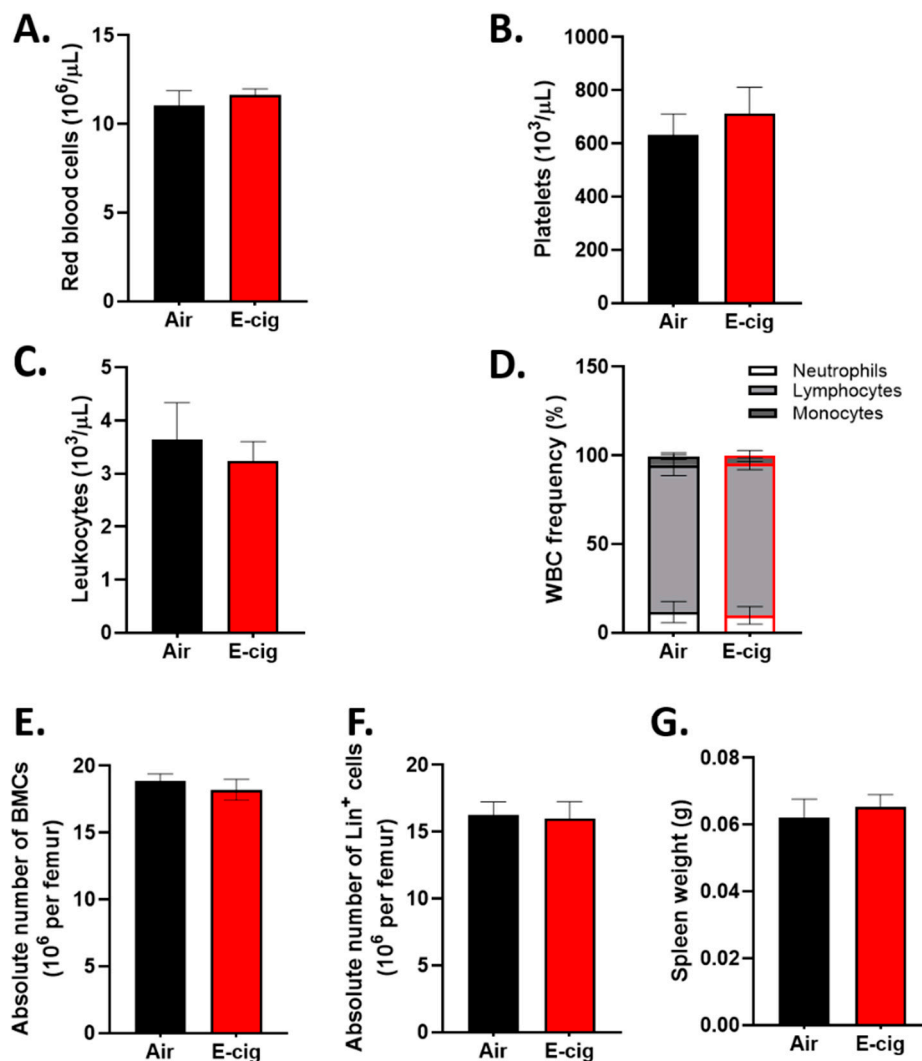 A.
Red blood cells (10⁶/μL)
15
10
5
0
Air
E-cig
B.
Platelets (10³/μL)
1000
800
600
400
200
0
Air
E-cig
C.
Leukocytes (10³/μL)
5
4
3
2
1
0
Air
E-cig
D.
WBC frequency (%)
150
100
50
0
Neutrophils
Lymphocytes
Monocytes
Air
E-cig
E.
Absolute number of BMCs
(10⁶ per femur)
20
15
10
5
0
Air
E-cig
F.
Absolute number of Lin⁺ cells
(10⁶ per femur)
20
15
10
5
0
Air
E-cig
G.
Spleen weight (g)
0.08
0.06
0.04
0.02
0.00
Air
E-cig